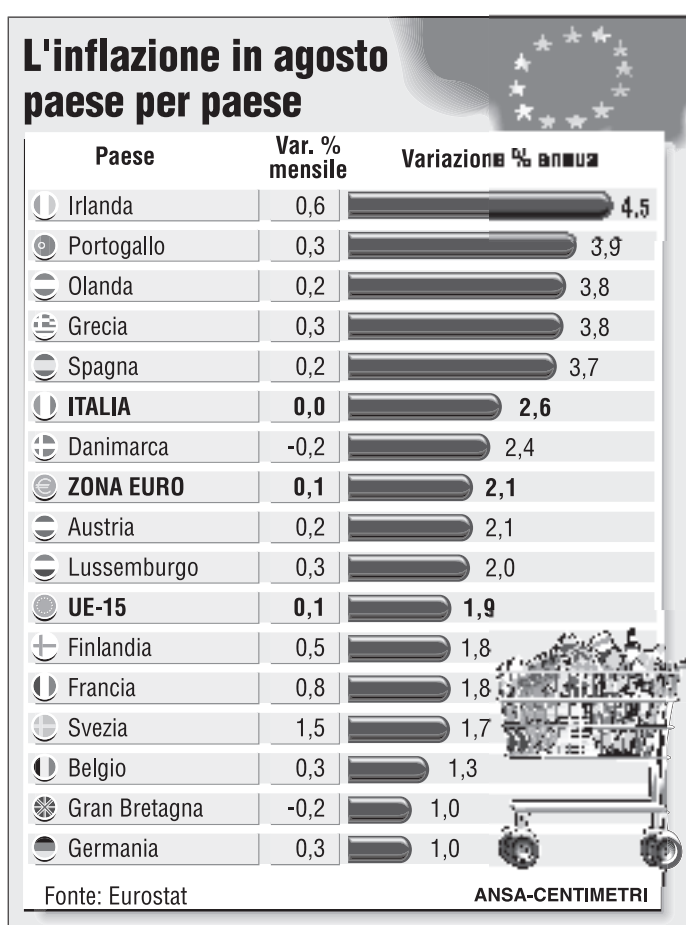 L'inflazione in agosto
paese per paese
Paese Var. % mensile Variazione % annua
Irlanda 0,6 4,5
Portogallo 0,3 3,9
Olanda 0,2 3,8
Grecia 0,3 3,8
Spagna 0,2 3,7
ITALIA 0,0 2,6
Danimarca -0,2 2,4
ZONA EURO 0,1 2,1
Austria 0,2 2,1
Lussemburgo 0,3 2,0
UE-15 0,1 1,9
Finlandia 0,5 1,8
Francia 0,8 1,8
Svezia 1,5 1,7
Belgio 0,3 1,3
Gran Bretagna -0,2 1,0
Germania 0,3 1,0
Fonte: Eurostat ANSA-CENTIMETRI